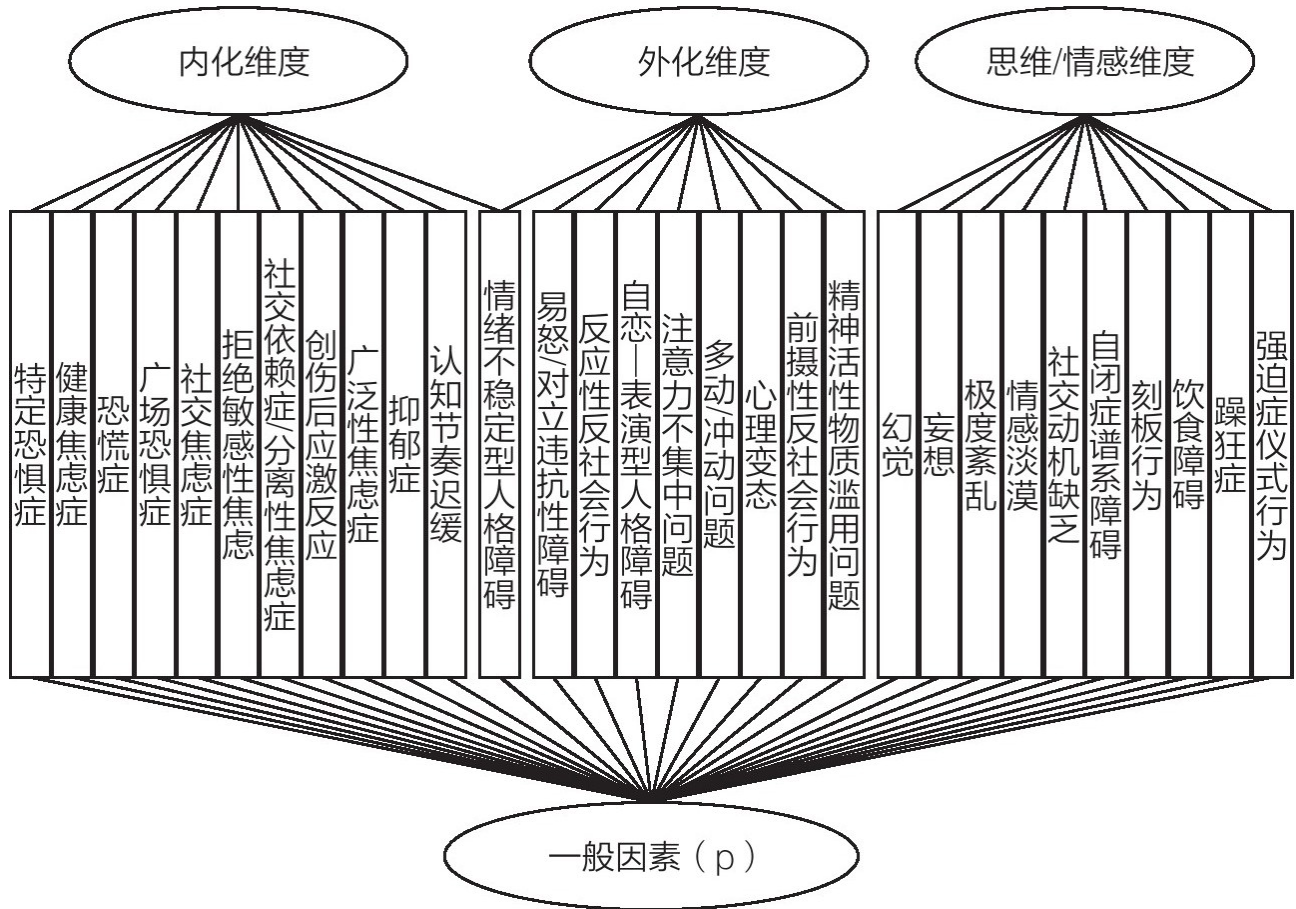 内化维度
外化维度
思维/情感维度
特定恐惧症
健康焦虑症
恐慌症
广场恐惧症
社交焦虑症
拒绝敏感性焦虑
社交依赖症/分离性焦虑症
创伤后应激反应
广泛性焦虑症
抑郁症
认知节奏迟缓
情绪不稳定型人格障碍
易怒/对立违抗性障碍
反应性反社会行为
自恋—表演型人格障碍
注意力不集中问题
多动/冲动问题
心理变态
前摄性反社会行为
精神活性物质滥用问题
幻觉
妄想
极度紊乱
情感淡漠
社交动机缺乏
自闭症谱系障碍
刻板行为
饮食障碍
躁狂症
强迫症仪式行为
一般因素（p）